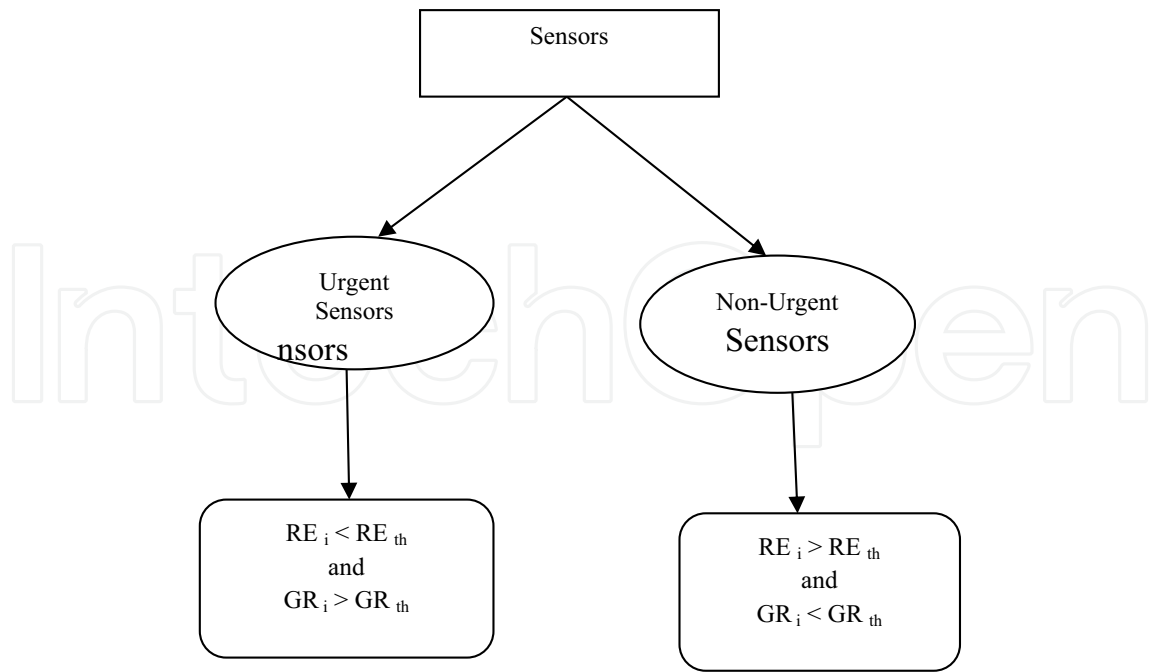 Sensors
Urgent
Sensors
nsors
Non-Urgent
Sensors
RE i < RE th
and
GR i > GR th
RE i > RE th
and
GR i < GR th
IntechOpen